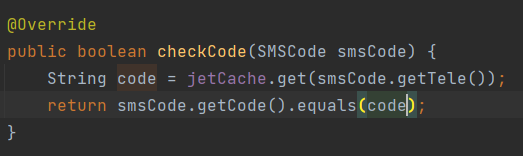 @Override
public boolean checkCode(SMSCode smsCode) {
    String code = jetCache.get(smsCode.getTele());
    return smsCode.getCode().equals(code);
}